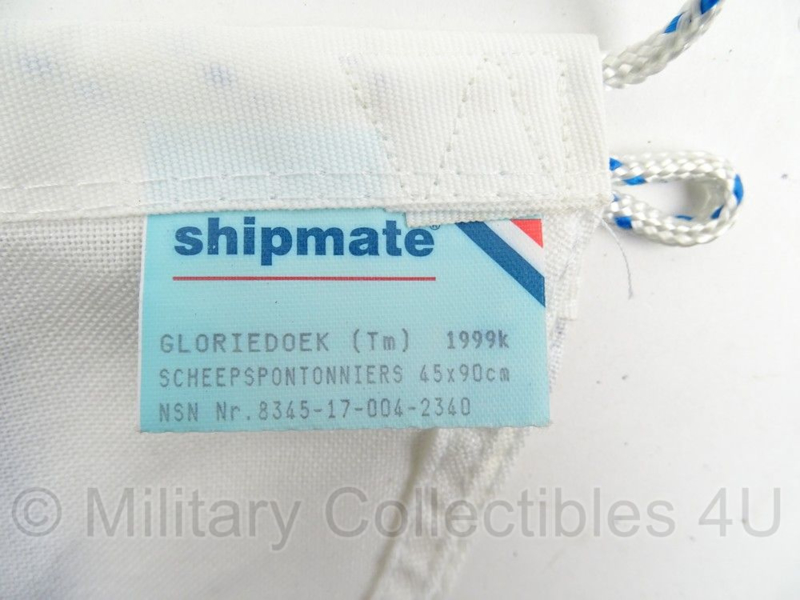 shipmate®
GLORIEDOEK (Tm) 1999k
SCHEEPSPONTONNIERS 45x90cm
NSN Nr.8345-17-004-2340
© Military Collectibles 4U